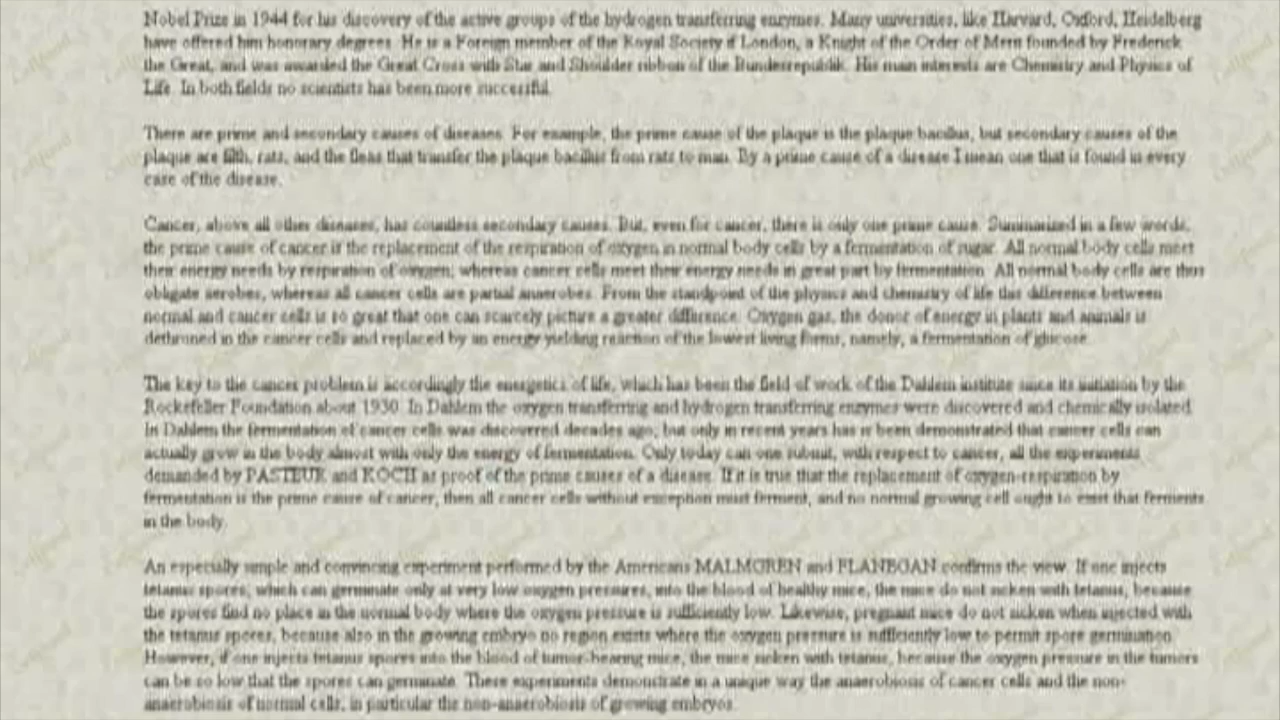 Nobel Prize in 1944 for his discovery of the active groups of the hydrogen transferring enzymes. Many universities, like Harvard, Oxford, Heidelberg
have offered him honorary degrees. He is a Foreign member of the Royal Society if London, a Knight of the Order of Merit founded by Frederick
the Great, and was awarded the Great Cross with Star and Shoulder ribbon of the Bundesrepublik. His main interests are Chemistry and Physics of
Life. In both fields no scientists has been more successful.
There are prime and secondary causes of diseases. For example, the prime cause of the plaque is the plaque bacillus, but secondary causes of the
plaque are filth, rats, and the fleas that transfer the plaque bacillus from rats to man. By a prime cause of a disease I mean one that is found in every
case of the disease.
Cancer, above all other diseases, has countless secondary causes. But, even for cancer, there is only one prime cause. Summarized in a few words,
the prime cause of cancer is the replacement of the respiration of oxygen in normal body cells by a fermentation of sugar. All normal body cells meet
their energy needs by respiration of oxygen; whereas cancer cells meet their energy needs in great part by fermentation. All normal body cells are thus
obligate aerobes, whereas all cancer cells are partial anaerobes. From the standpoint of the physics and chemistry of life this difference between
normal and cancer cells is so great that one can scarcely picture a greater difference. Oxygen gas, the donor of energy in plants and animals is
dethroned in the cancer cells and replaced by an energy yielding reaction of the lowest living forms, namely, a fermentation of glucose.
The key to the cancer problem is accordingly the energetics of life, which has been the field of work of the Dahlem institute since its initiation by the
Rockefeller Foundation about 1930. In Dahlem the oxygen transferring and hydrogen transferring enzymes were discovered and chemically isolated.
In Dahlem the fermentation of cancer cells was discovered decades ago; but only in recent years has is been demonstrated that cancer cells can
actually grow in the body almost with only the energy of fermentation. Only today can one submit, with respect to cancer, all the experiments
demanded by PASTEUR and KOCH as proof of the prime causes of a disease. If it is true that the replacement of oxygen-respiration by
fermentation is the prime cause of cancer, then all cancer cells without exception must ferment, and no normal growing cell ought to exist that ferments
in the body.
An especially simple and convincing experiment performed by the Americans MALMGREN and FLANEGAN confirms the view. If one injects
tetanus spores, which can germinate only at very low oxygen pressures, into the blood of healthy mice, the mice do not sicken with tetanus, because
the spores find no place in the normal body where the oxygen pressure is sufficiently low. Likewise, pregnant mice do not sicken when injected with
the tetanus spores, because also in the growing embryo no region exists where the oxygen pressure is sufficiently low to permit spore germination.
However, if one injects tetanus spores into the blood of tumor-bearing mice, the mice sicken with tetanus, because the oxygen pressure in the tumors
can be so low that the spores can germinate. These experiments demonstrate in a unique way the anaerobiosis of cancer cells and the non-
anaerobiosis of normal cells, in particular the non-anaerobiosis of growing embryos.